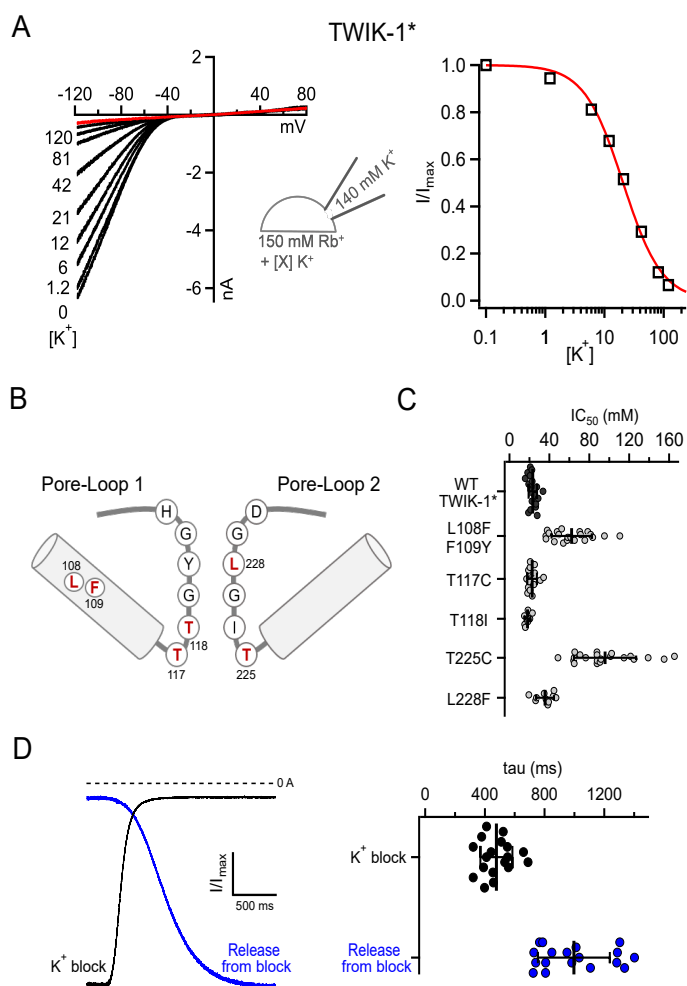 A
TWIK-1*
2
-120 -80 -40 0 40 80
mV
120
81
42
21
12
6
1.2
0
[K+]
-2
-4
-6
nA
140 mM K+
150 mM Rb+
+ [X] K+
1.0
0.8
0.6
0.4
0.2
0.0
I/Imax
0.1 1 10 100
[K+]
B
Pore-Loop 1
Pore-Loop 2
H
G
Y
G
T
118
T
117
108
L
F
109
D
G
L
228
G
I
T
225
C
IC50 (mM)
0 40 80 120 160
WT
TWIK-1*
L108F
F109Y
T117C
T118I
T225C
L228F
D
0 A
I/Imax
500 ms
K+ block
Release
from block
tau (ms)
0 400 800 1200
K+ block
Release
from block